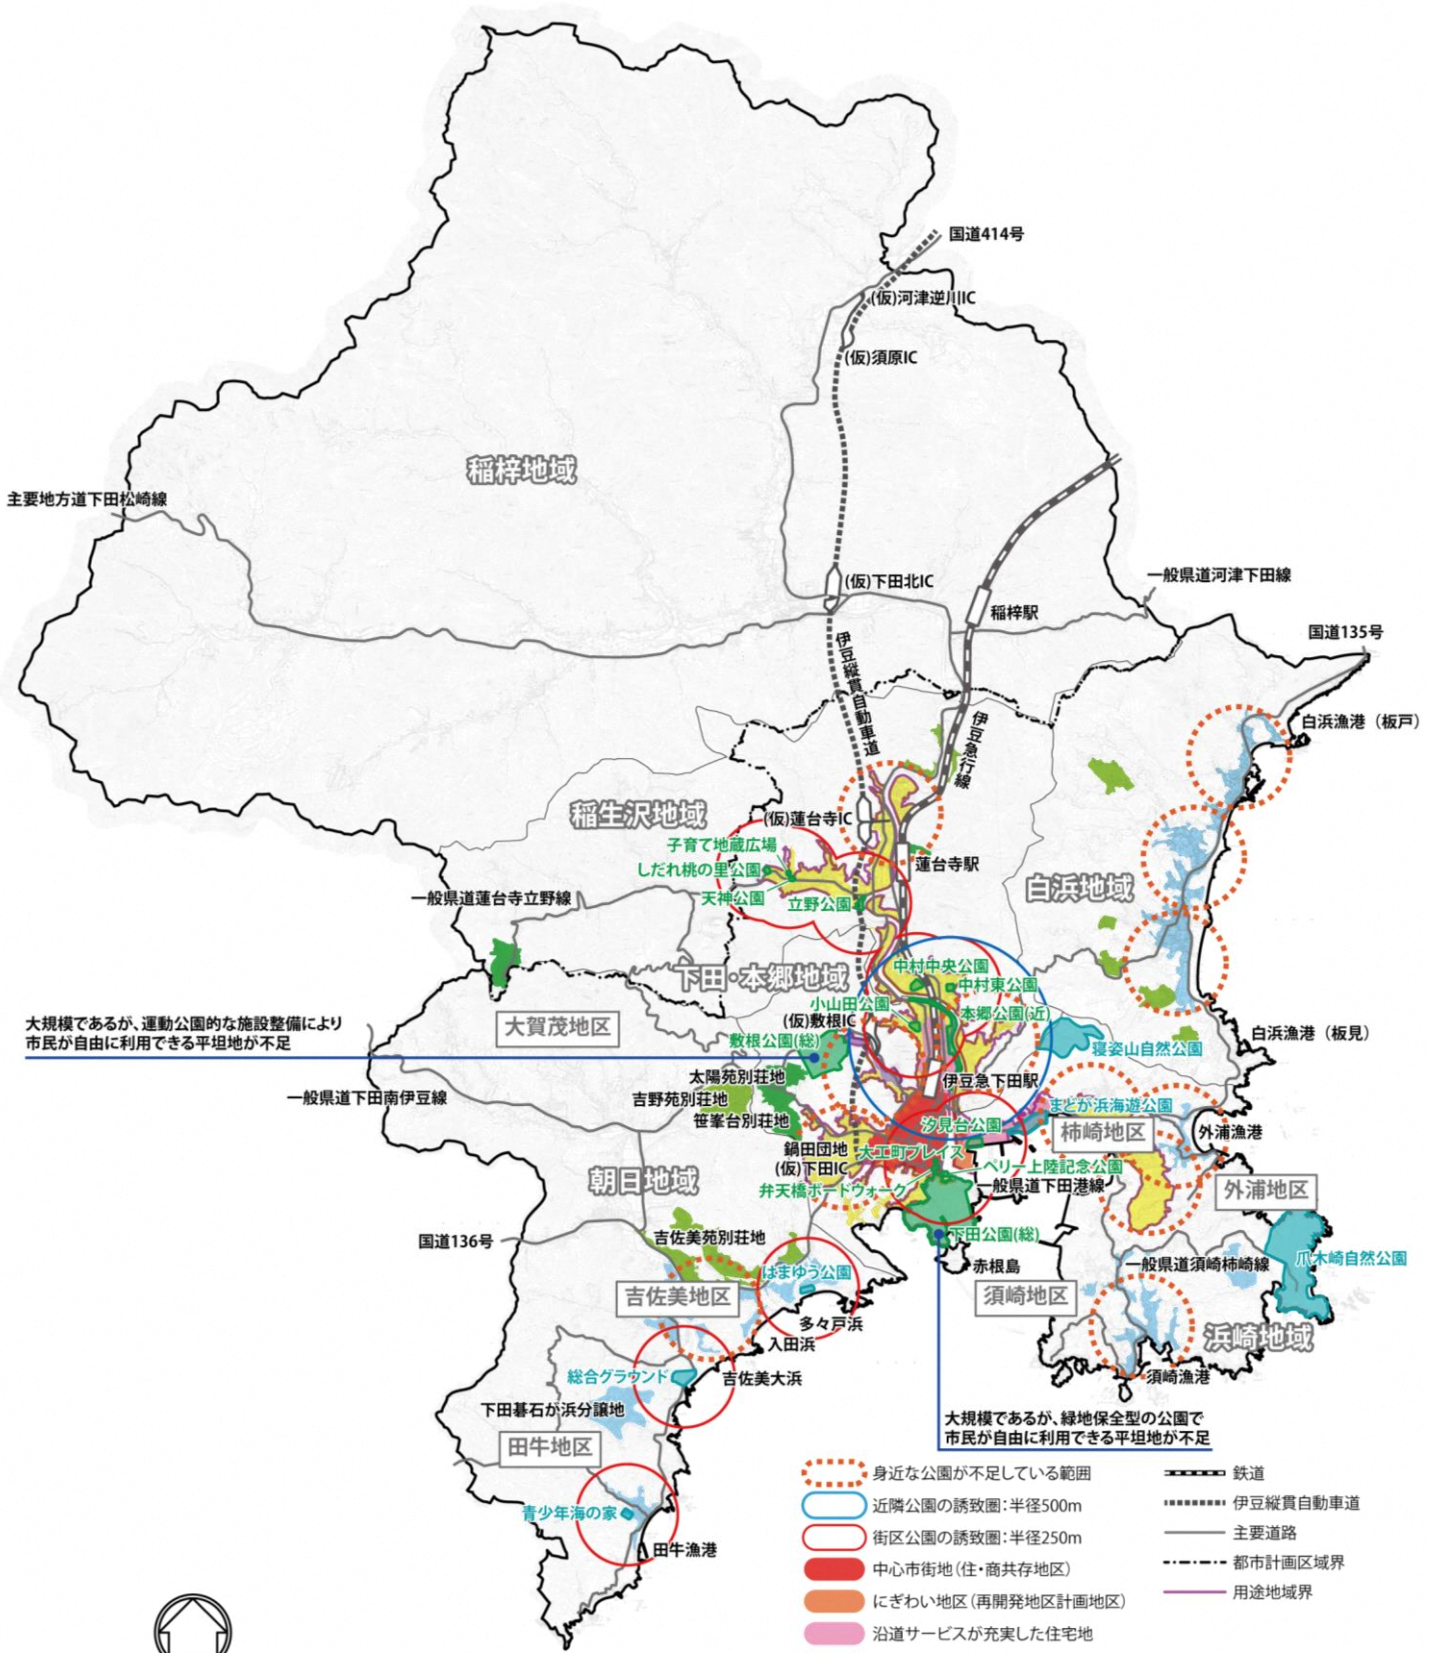 国道414号
(仮)河津逆川IC
(仮)須原IC
稲梓地域
主要地方道下田松崎線
(仮)下田北IC
一般県道河津下田線
稲梓駅
国道135号
伊豆縦貫自動車道
伊豆急行線
白浜漁港（板戸）
稲生沢地域
(仮)蓮台寺IC
子育て地蔵広場
しだれ桃の里公園
蓮台寺駅
天神公園
立野公園
一般県道蓮台寺立野線
白浜地域
下田・本郷地域
中村中央公園
中村東公園
小山田公園
本郷公園(近)
(仮)敷根IC
大賀茂地区
大規模であるが、運動公園的な施設整備により
市民が自由に利用できる平坦地が不足
敷根公園(総)
白浜漁港（板見）
寝姿山自然公園
太陽苑別荘地
伊豆急下田駅
一般県道下田南伊豆線
吉野苑別荘地
笹峯台別荘地
まどか浜海遊公園
汐見台公園
柿崎地区
外浦漁港
鍋田団地
大工町プレイス
(仮)下田IC
ペリー上陸記念公園
朝日地域
弁天橋ボードウォーク
一般県道下田港線
外浦地区
吉佐美苑別荘地
国道136号
下田公園(総)
赤根島
一般県道須崎柿崎線
爪木崎自然公園
はまゆう公園
吉佐美地区
須崎地区
多々戸浜
入田浜
浜崎地域
総合グラウンド
吉佐美大浜
須崎漁港
下田碁石が浜分譲地
田牛地区
大規模であるが、緑地保全型の公園で
市民が自由に利用できる平坦地が不足
青少年海の家
田牛漁港
身近な公園が不足している範囲
近隣公園の誘致圏：半径500m
街区公園の誘致圏：半径250m
中心市街地（住・商共存地区）
にぎわい地区（再開発地区計画地区）
沿道サービスが充実した住宅地
鉄道
伊豆縦貫自動車道
主要道路
都市計画区域界
用途地域界